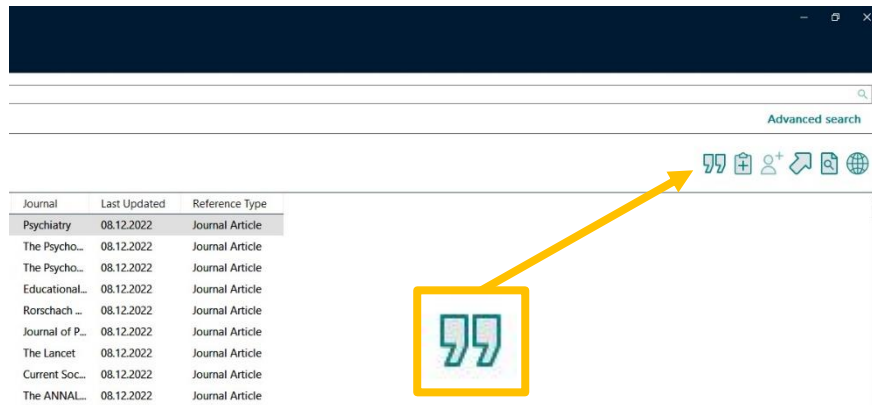 Advanced search
Journal Last Updated Reference Type
Psychiatry 08.12.2022 Journal Article
The Psycho... 08.12.2022 Journal Article
The Psycho... 08.12.2022 Journal Article
Educational... 08.12.2022 Journal Article
Rorschach ... 08.12.2022 Journal Article
Journal of P... 08.12.2022 Journal Article
The Lancet 08.12.2022 Journal Article
Current Soc... 08.12.2022 Journal Article
The ANNAL... 08.12.2022 Journal Article